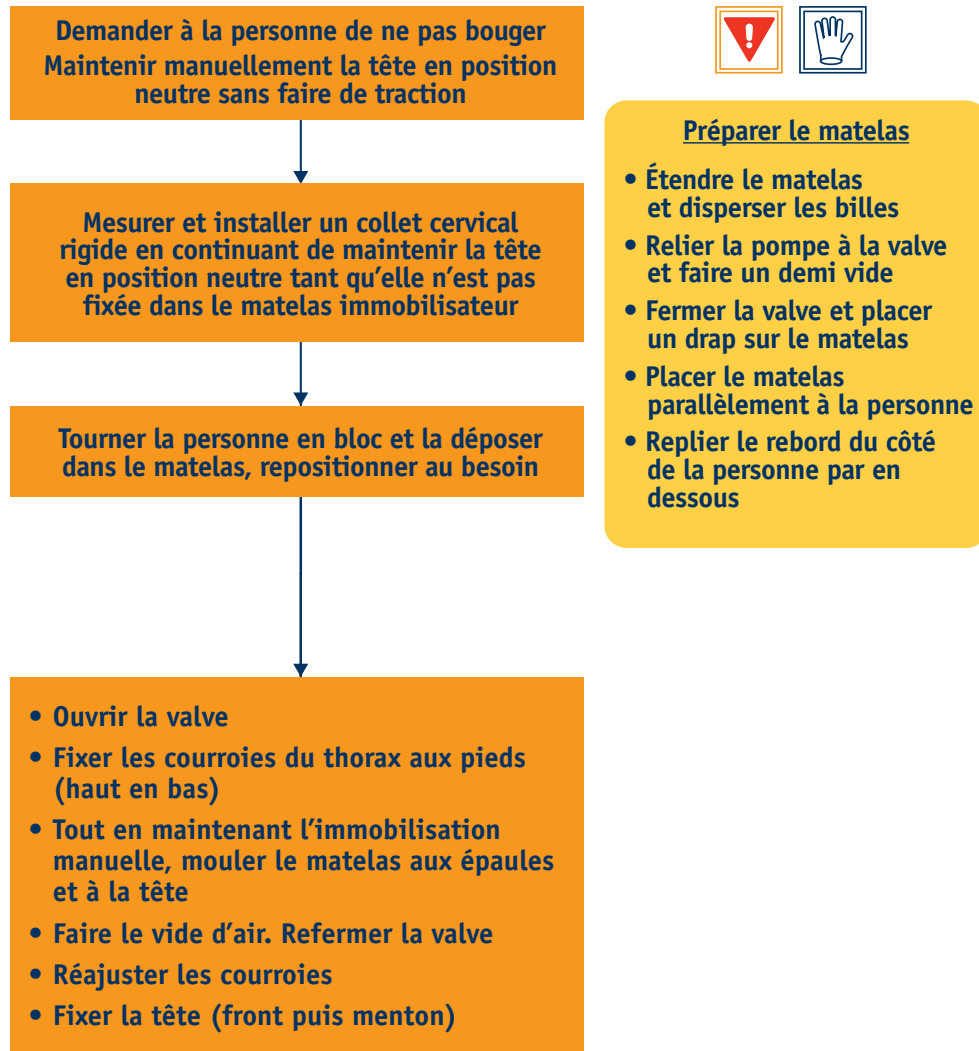 Demander à la personne de ne pas bouger
Maintenir manuellement la tête en position
neutre sans faire de traction
Mesurer et installer un collet cervical
rigide en continuant de maintenir la tête
en position neutre tant qu'elle n'est pas
fixée dans le matelas immobilisateur
Tourner la personne en bloc et la déposer
dans le matelas, repositionner au besoin
• Ouvrir la valve
• Fixer les courroies du thorax aux pieds
(haut en bas)
• Tout en maintenant l'immobilisation
manuelle, mouler le matelas aux épaules
et à la tête
• Faire le vide d'air. Refermer la valve
• Réajuster les courroies
• Fixer la tête (front puis menton)
!
Préparer le matelas
• Étendre le matelas
et disperser les billes
• Relier la pompe à la valve
et faire un demi vide
• Fermer la valve et placer
un drap sur le matelas
• Placer le matelas
parallèlement à la personne
• Replier le rebord du côté
de la personne par en
dessous